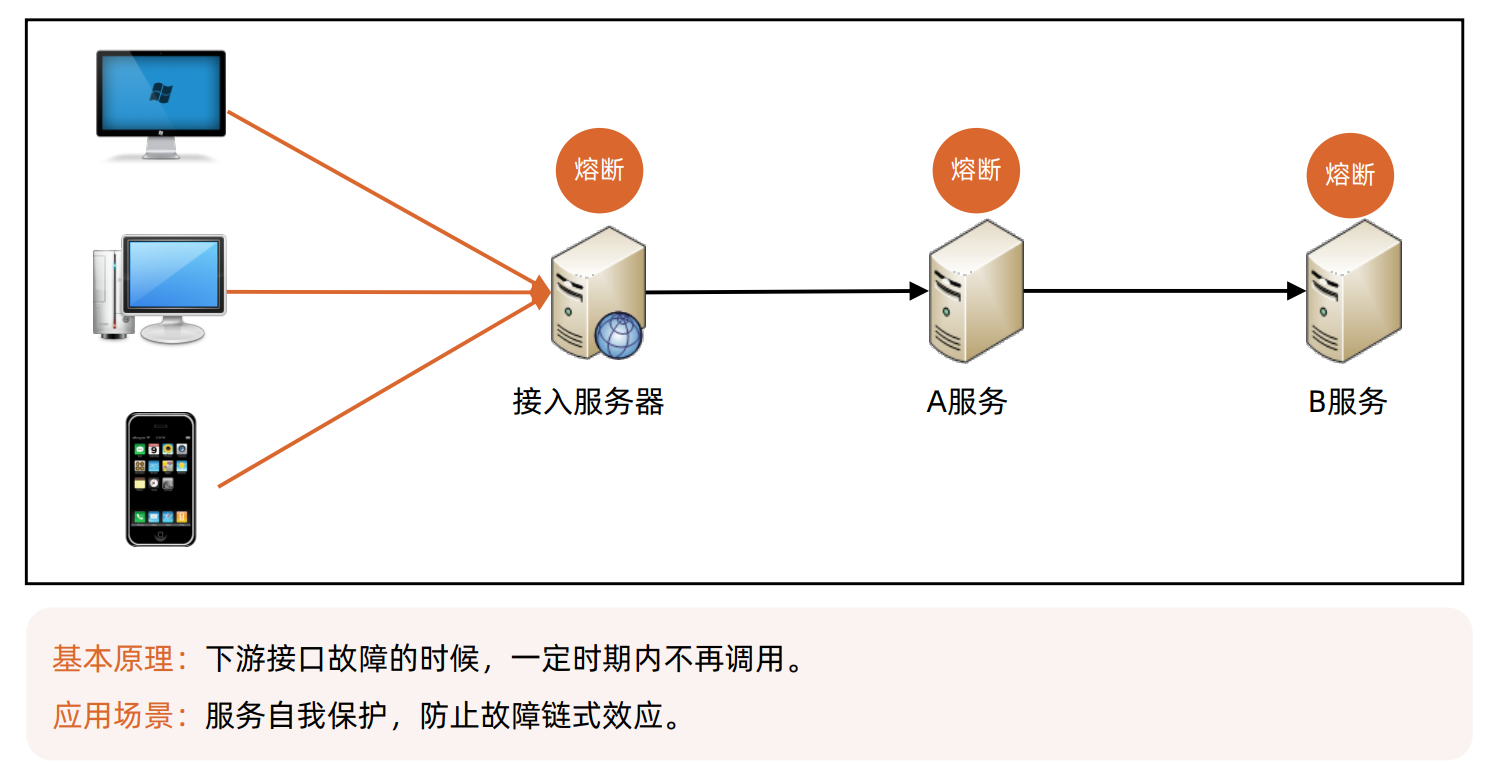 熔断
熔断
熔断
接入服务器
A服务
B服务
基本原理：下游接口故障的时候，一定时期内不再调用。
应用场景：服务自我保护，防止故障链式效应。